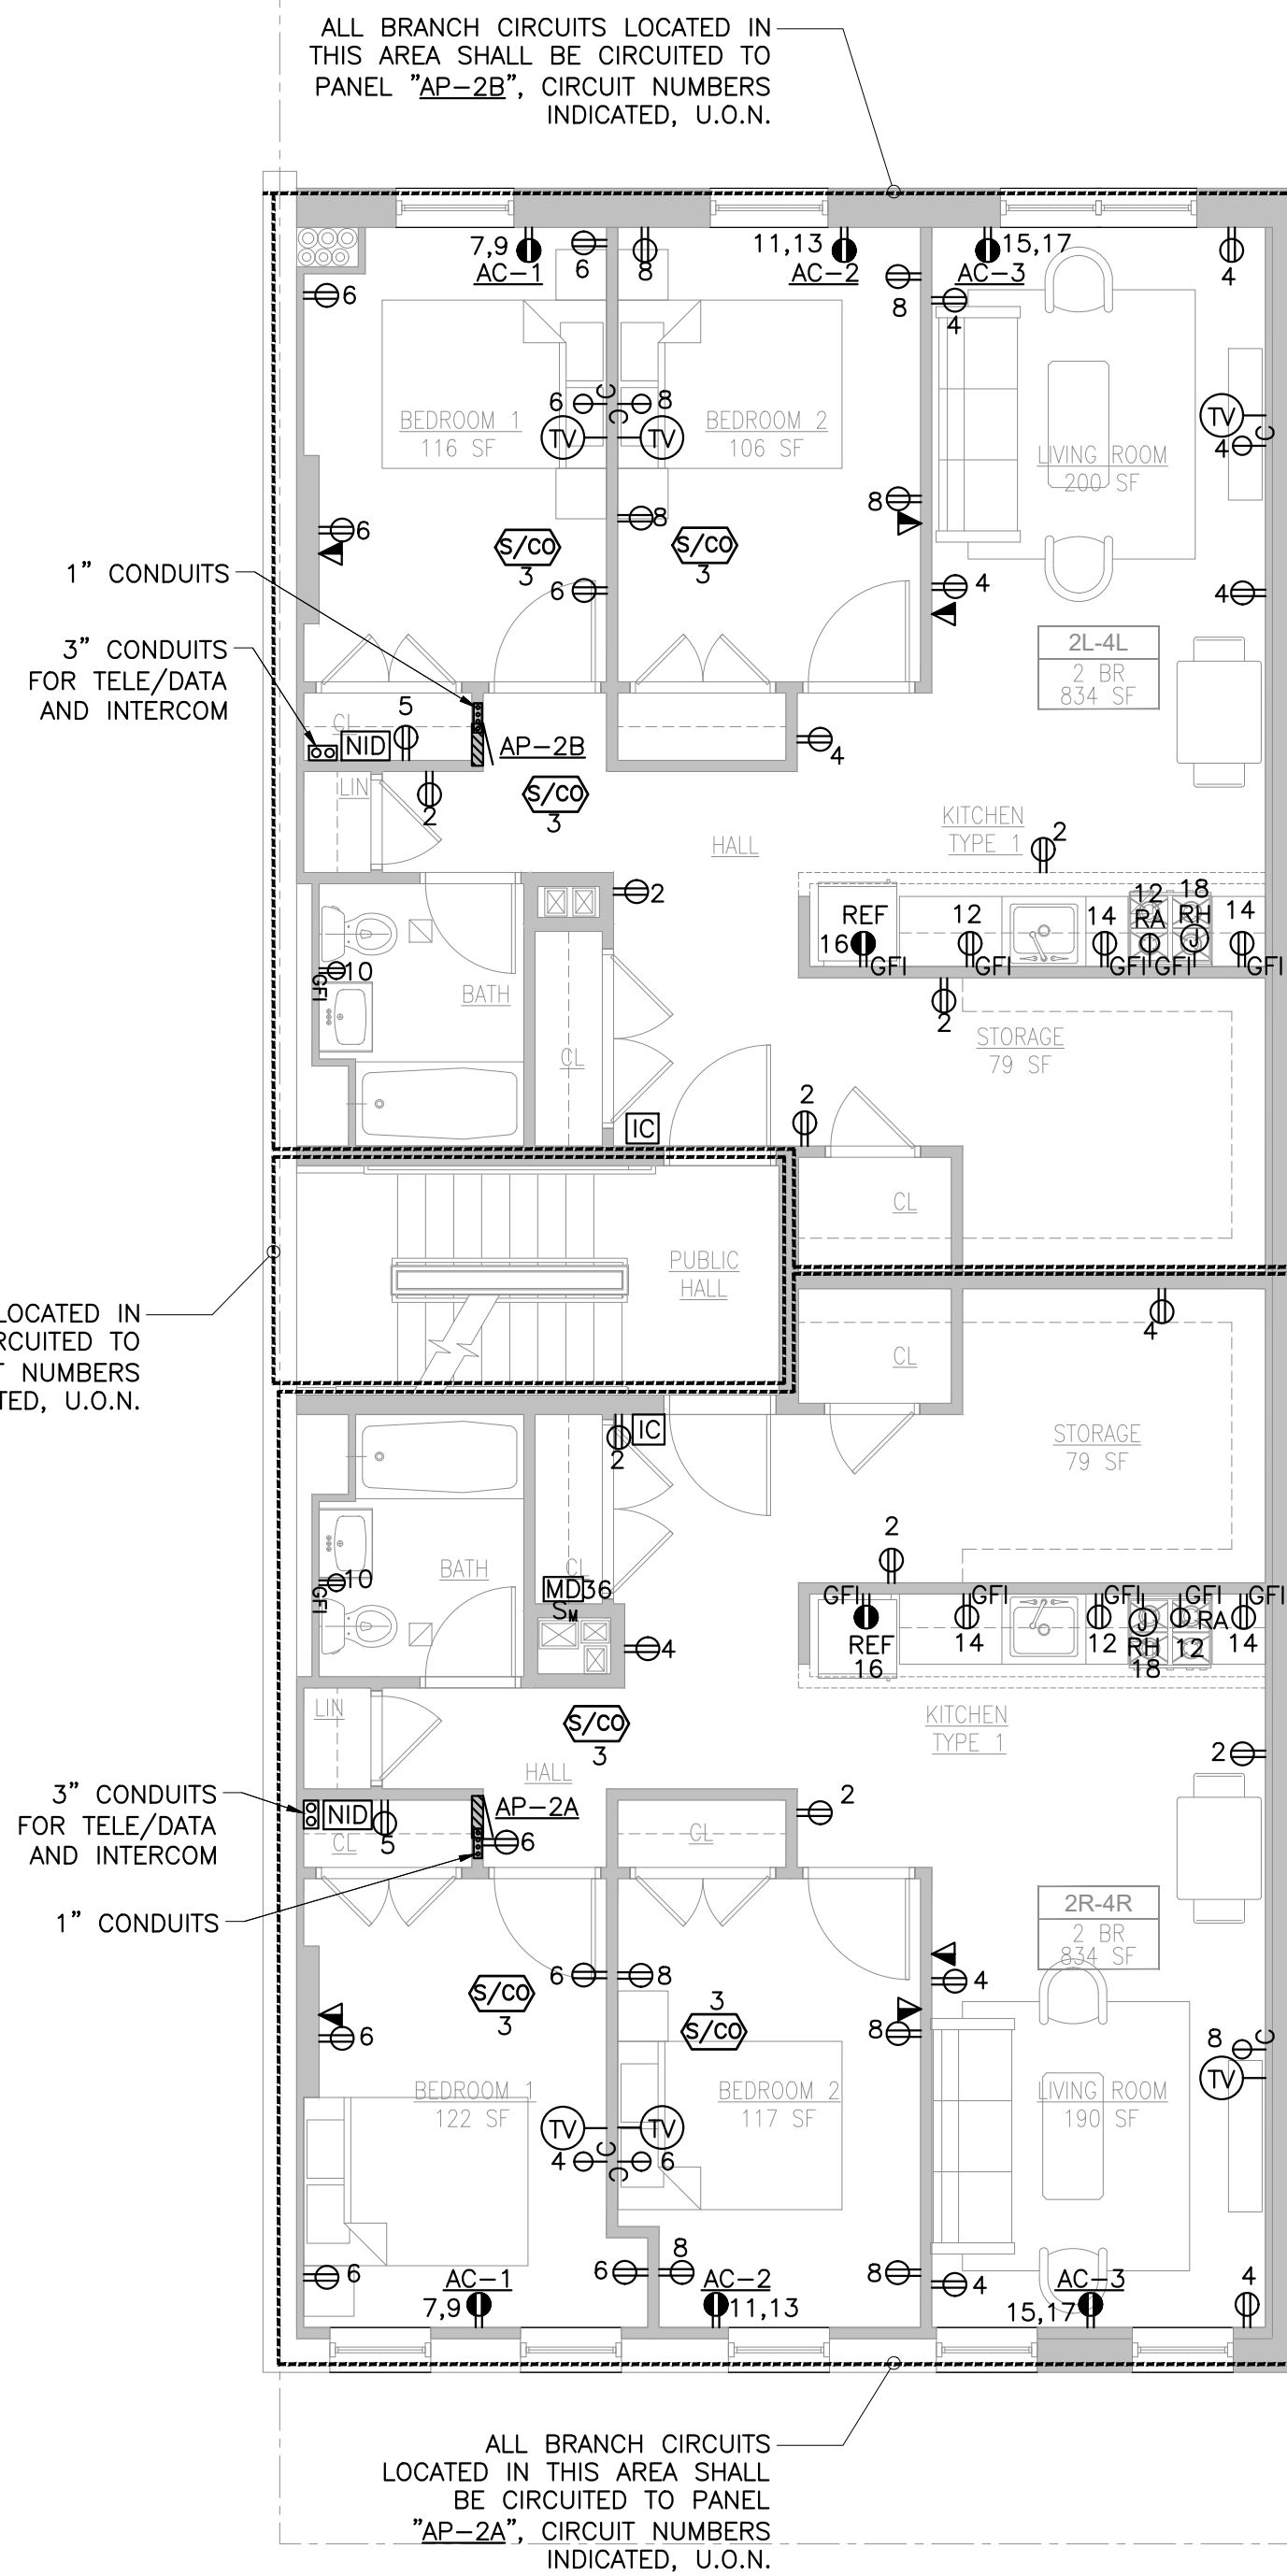 ALL BRANCH CIRCUITS LOCATED IN
THIS AREA SHALL BE CIRCUITED TO
PANEL "AP-2B", CIRCUIT NUMBERS
INDICATED, U.O.N.
7,9
AC-1
6
8
11,13
AC-2
15,17
AC-3
4
6
8
4
6
C
C
8
TV
TV
BEDROOM 1
116 SF
BEDROOM 2
106 SF
TV
4
C
LIVING ROOM
200 SF
6
8
8
S/CO
3
S/CO
3
6
4
4
1" CONDUITS
3" CONDUITS
FOR TELE/DATA
AND INTERCOM
2L-4L
2 BR
834 SF
5
CL
NID
AP-2B
4
LIN
2
S/CO
3
HALL
KITCHEN
TYPE 1
2
2
REF
16
GFI
12
GFI
14
GFI
12
RA
GFI
18
RH
J
14
GFI
10
GFI
BATH
2
STORAGE
79 SF
CL
IC
2
CL
PUBLIC
HALL
LOCATED IN
RCUITED TO
T NUMBERS
TED, U.O.N.
4
CL
IC
2
STORAGE
79 SF
BATH
10
GFI
CL
MD
36
SM
2
4
GFI
REF
16
GFI
14
GFI
12
J
RH
18
GFI
RA
12
GFI
14
LIN
S/CO
3
KITCHEN
TYPE 1
2
HALL
3" CONDUITS
FOR TELE/DATA
AND INTERCOM
NID
CL
5
AP-2A
6
CL
2
1" CONDUITS
2R-4R
2 BR
834 SF
6
8
4
S/CO
3
3
S/CO
6
8
8
C
TV
BEDROOM 1
122 SF
BEDROOM 2
117 SF
LIVING ROOM
190 SF
TV
TV
4
C
C
6
6
AC-1
7,9
6
8
AC-2
11,13
8
4
AC-3
15,17
4
ALL BRANCH CIRCUITS
LOCATED IN THIS AREA SHALL
BE CIRCUITED TO PANEL
"AP-2A", CIRCUIT NUMBERS
INDICATED, U.O.N.